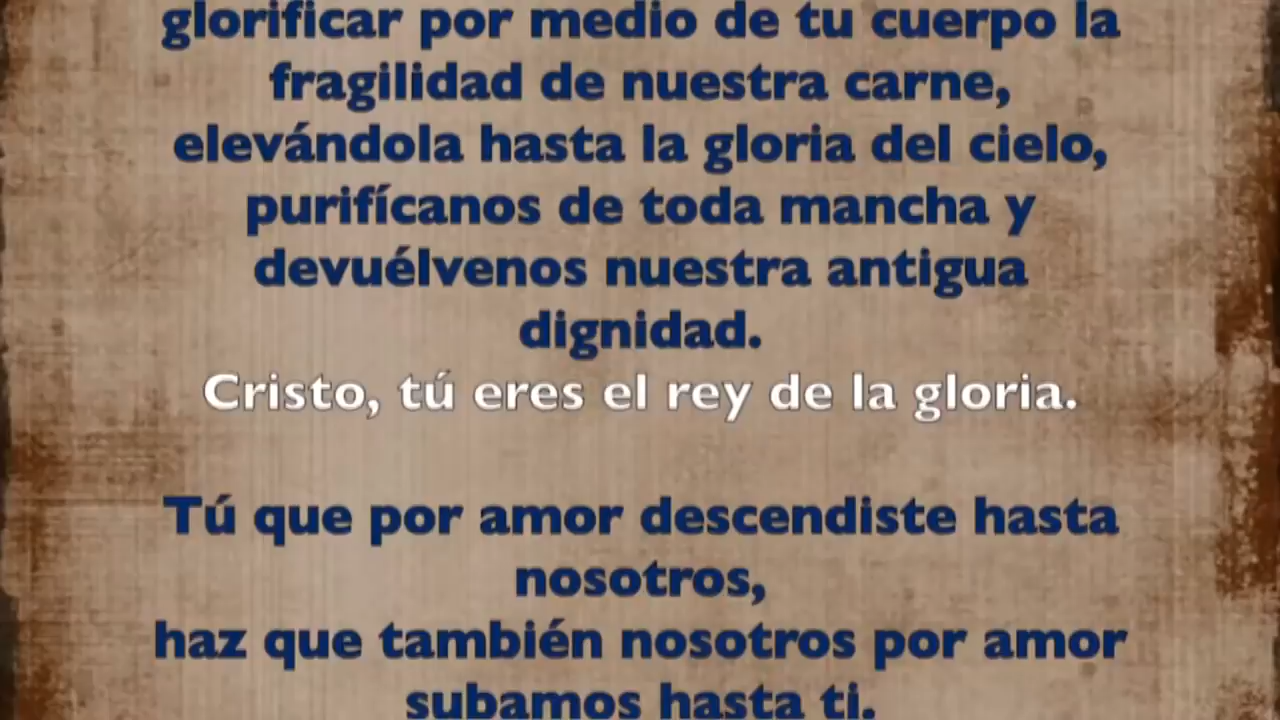 glorificar por medio de tu cuerpo la
fragilidad de nuestra carne,
elevándola hasta la gloria del cielo,
purifícanos de toda mancha y
devuélvenos nuestra antigua
dignidad.
Cristo, tú eres el rey de la gloria.
Tú que por amor descendiste hasta
nosotros,
haz que también nosotros por amor
subamos hasta ti.